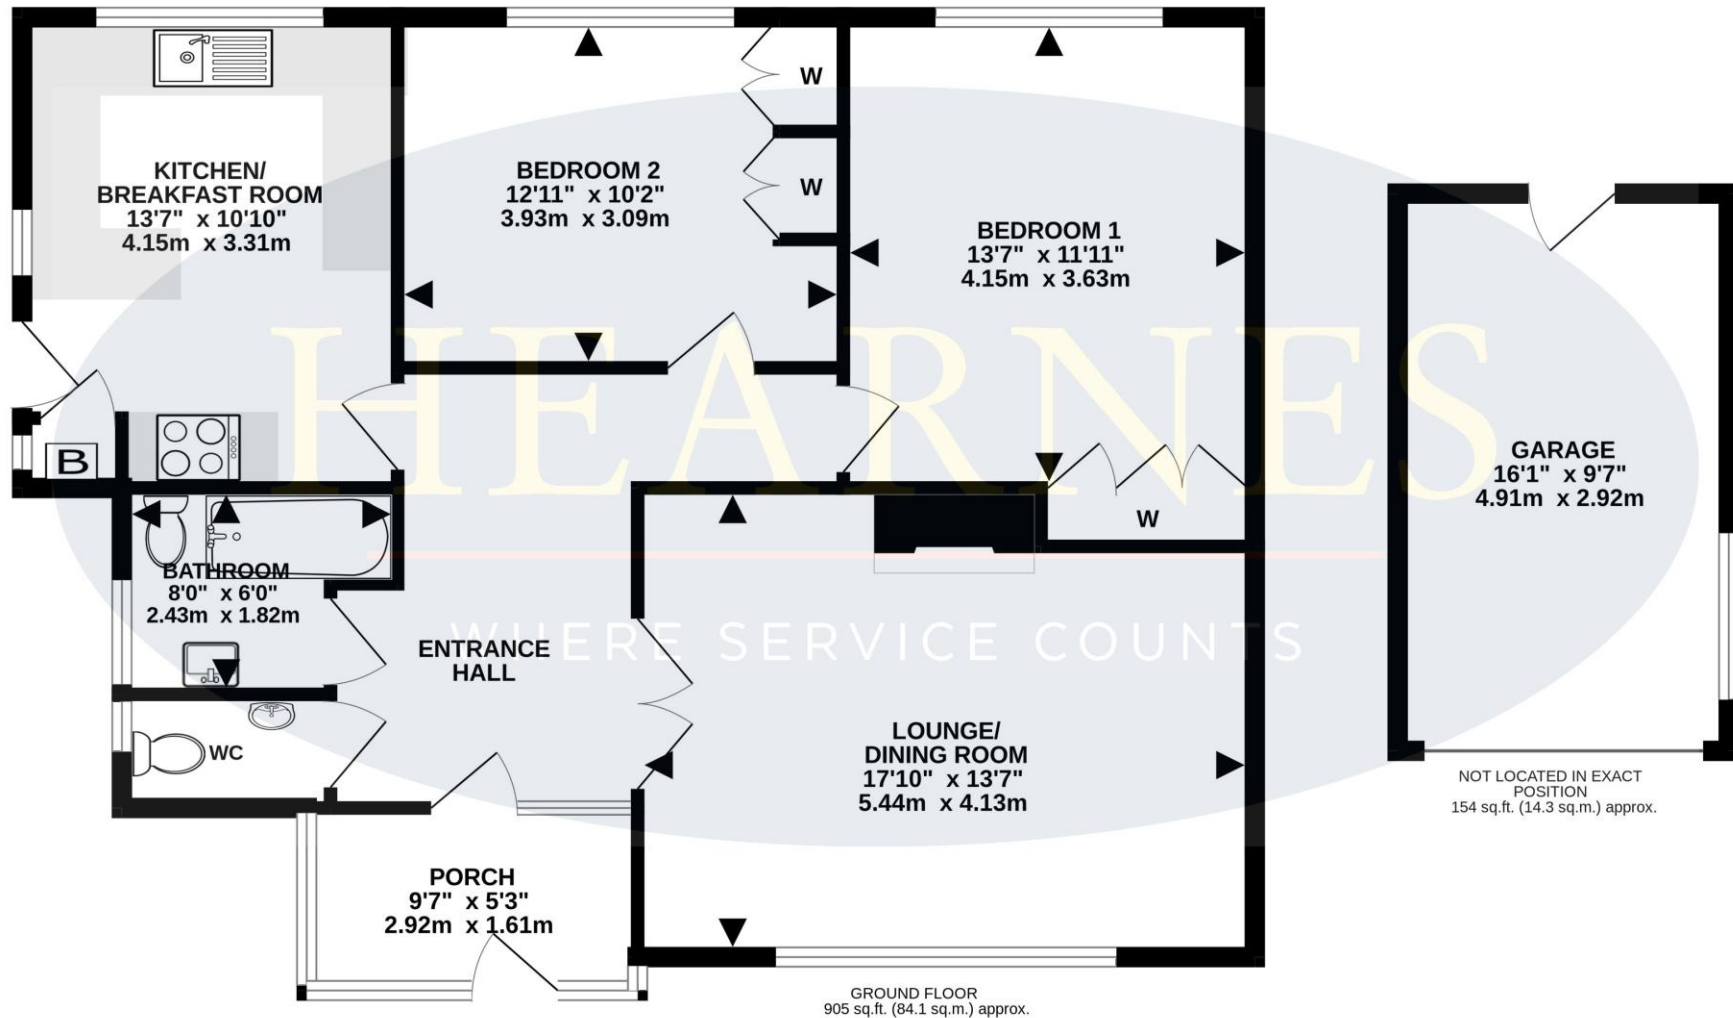 KITCHEN/
BREAKFAST ROOM
13'7" x 10'10"
4.15m x 3.31m
BEDROOM 2
12'11" x 10'2"
3.93m x 3.09m
W
W
BEDROOM 1
13'7" x 11'11"
4.15m x 3.63m
W
B
HEARNES
WHERE SERVICE COUNTS
BATHROOM
8'0" x 6'0"
2.43m x 1.82m
ENTRANCE
HALL
WC
LOUNGE/
DINING ROOM
17'10" x 13'7"
5.44m x 4.13m
PORCH
9'7" x 5'3"
2.92m x 1.61m
GARAGE
16'1" x 9'7"
4.91m x 2.92m
NOT LOCATED IN EXACT
POSITION
154 sq.ft. (14.3 sq.m.) approx.
GROUND FLOOR
905 sq.ft. (84.1 sq.m.) approx.